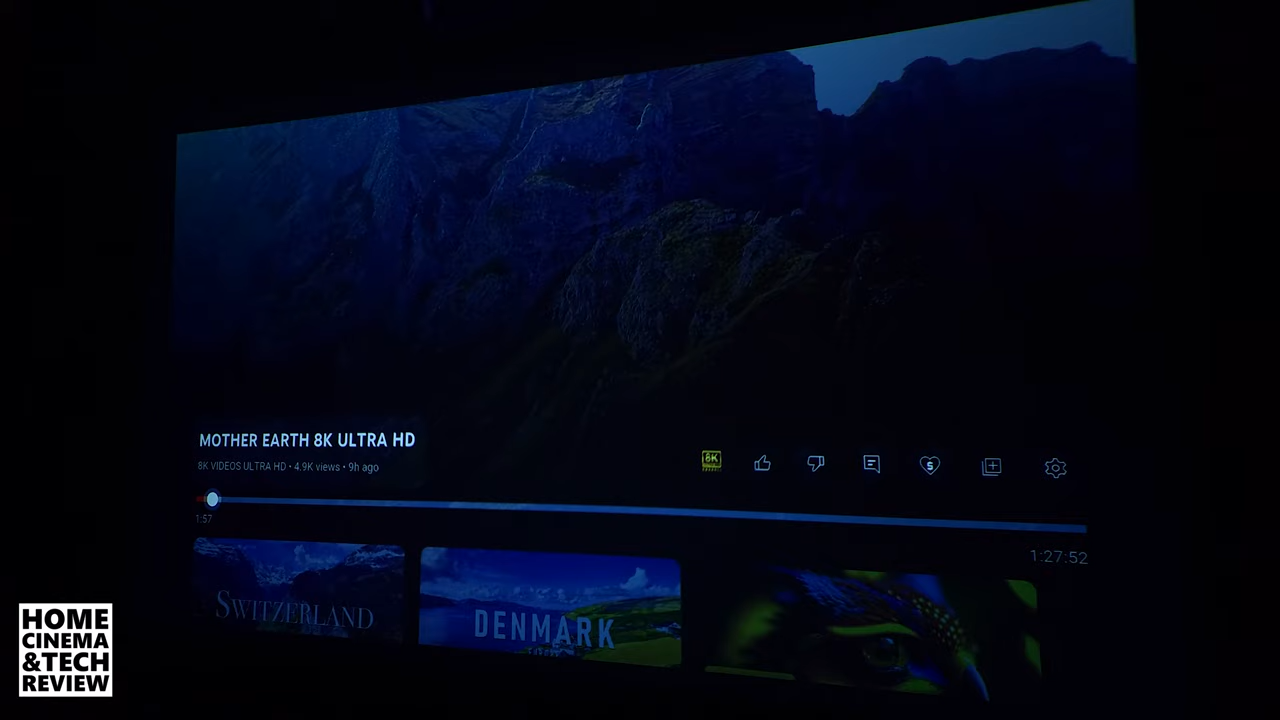 MOTHER EARTH 8K ULTRA HD
8K VIDEOS ULTRA HD • 4.9K views • 9h ago
8K
1:57
1:27:52
SWITZERLAND
DENMARK
HOME
CINEMA
&TECH
REVIEW